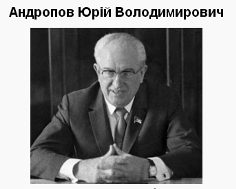 Андропов Юрій Володимирович